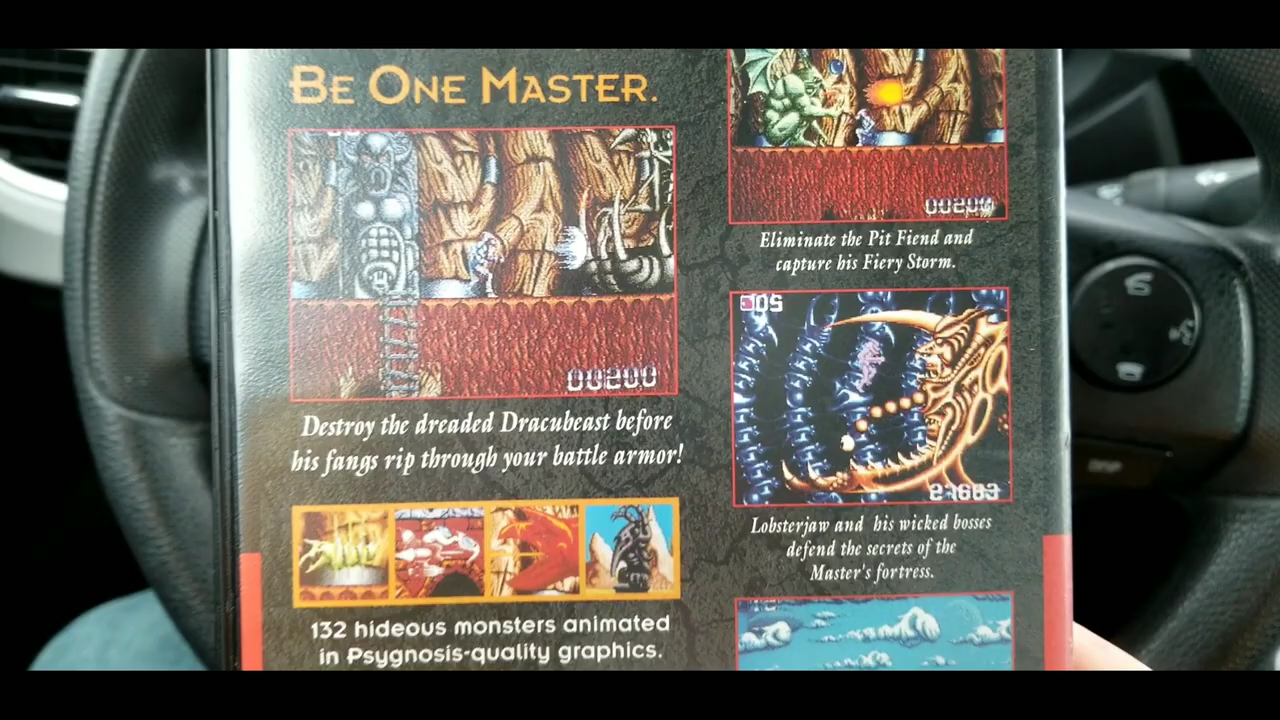 BE ONE MASTER.
00200
Destroy the dreaded Dracubeast before
his fangs rip through your battle armor!
132 hideous monsters animated
in Psygnosis-quality graphics.
00200
Eliminate the Pit Fiend and
capture his Fiery Storm.
05
27663
Lobsterjaw and his wicked bosses
defend the secrets of the
Master's fortress.